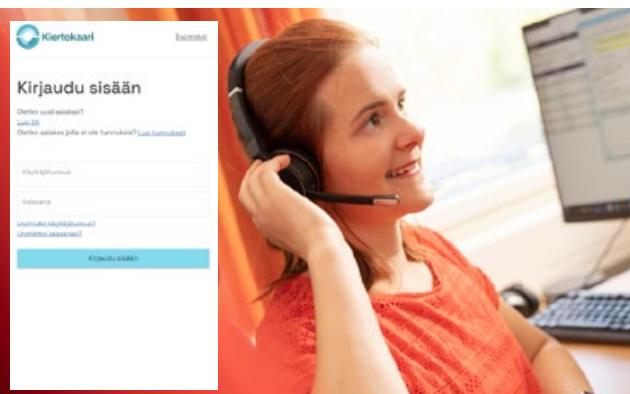 Kiertokaari
Suomeksi
Kirjaudu sisään
Oletko uusi asiakas?
Luo tili
Oletko asiakas jolla ei ole tunnuksia? Luo tunnukset
Käyttäjätunnus
Salasana
Unohditko käyttäjätunnus?
Unohditko salasanasi?
Kirjaudu sisään